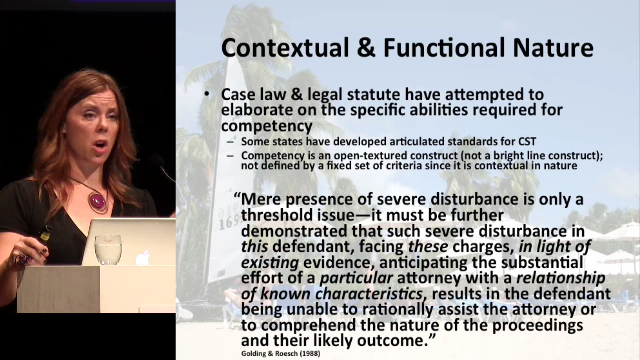 Contextual & Functional Nature
• Case law & legal statute have attempted to
elaborate on the specific abilities required for
competency
– Some states have developed articulated standards for CST
– Competency is an open-textured construct (not a bright line construct);
not defined by a fixed set of criteria since it is contextual in nature
“Mere presence of severe disturbance is only a
threshold issue—it must be further
demonstrated that such severe disturbance in
this defendant, facing these charges, in light of
existing evidence, anticipating the substantial
effort of a particular attorney with a relationship
of known characteristics, results in the defendant
being unable to rationally assist the attorney or
to comprehend the nature of the proceedings
and their likely outcome.”
Golding & Roesch (1988)